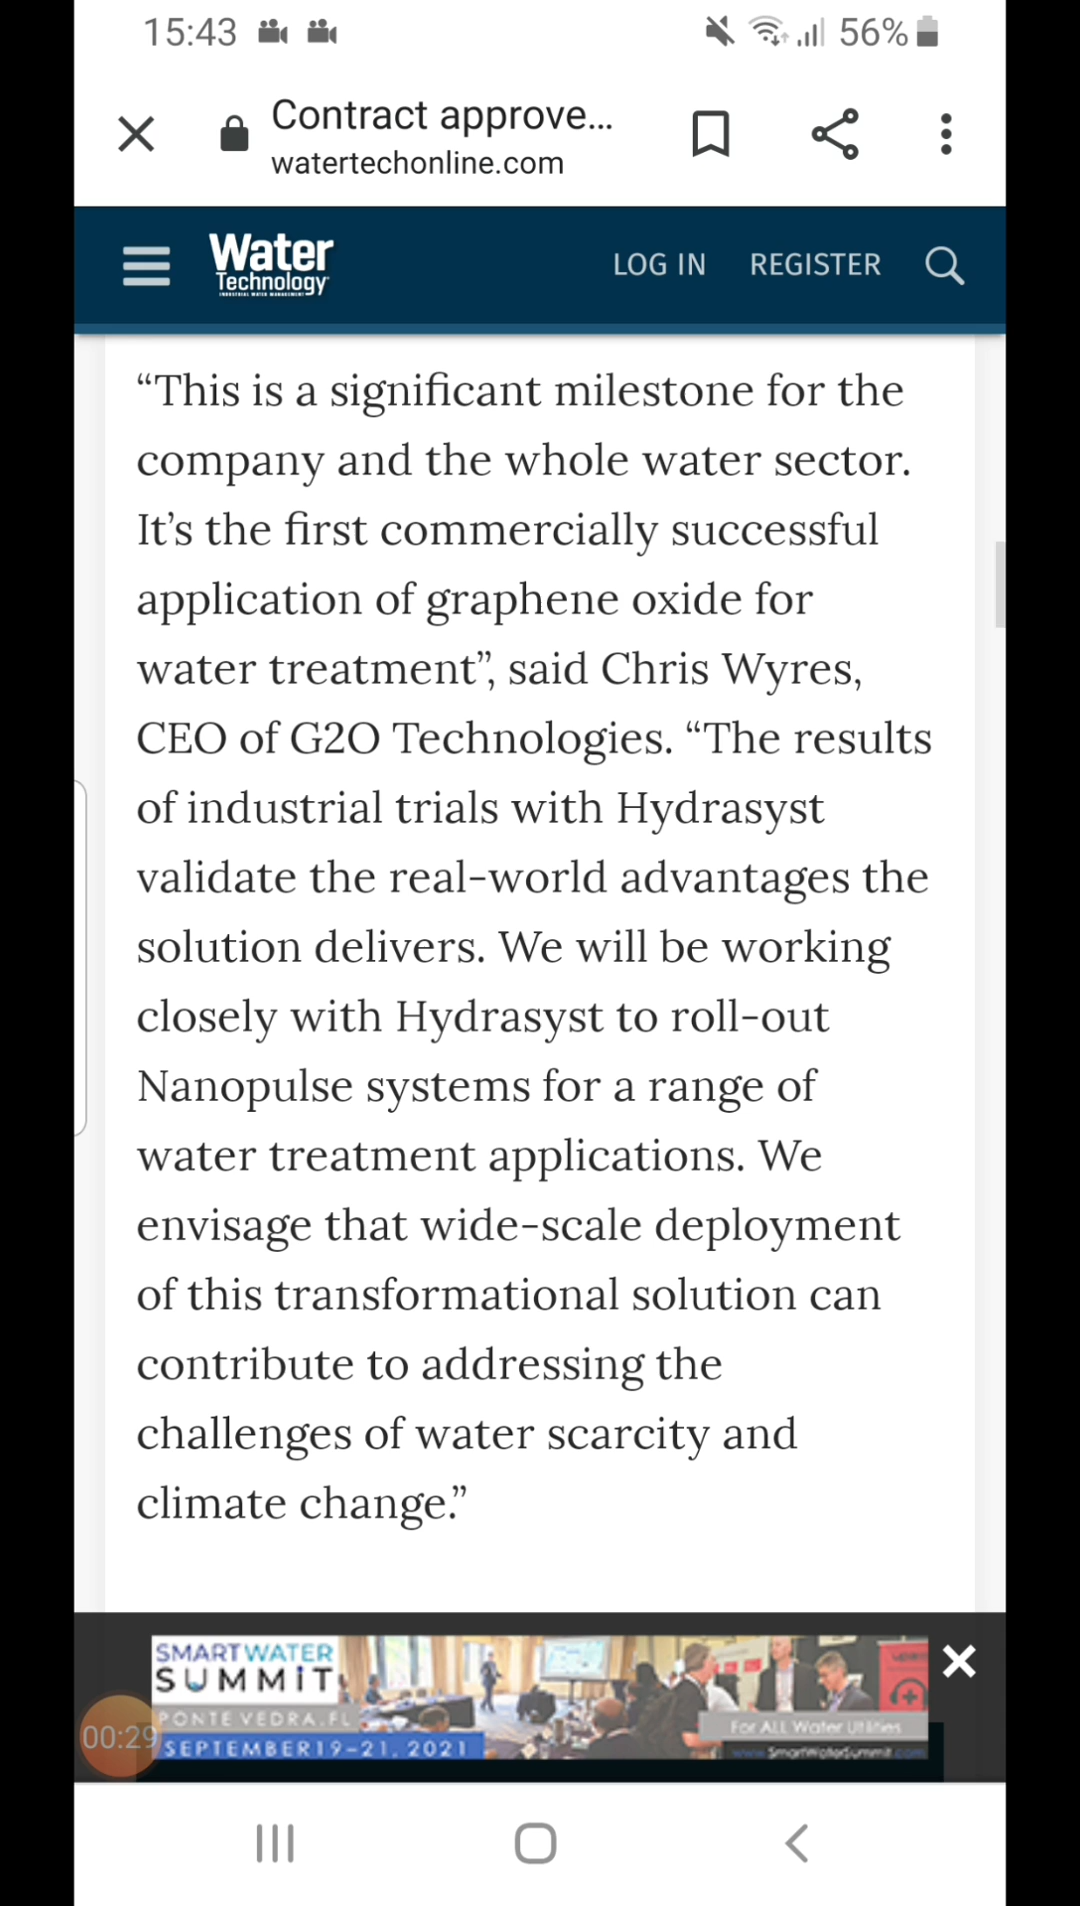 15:43
56%
Contract approve...
watertechonline.com
Water
Technology
INDUSTRIAL WATER MANAGEMENT
LOG IN
REGISTER
“This is a significant milestone for the
company and the whole water sector.
It’s the first commercially successful
application of graphene oxide for
water treatment”, said Chris Wyres,
CEO of G2O Technologies. “The results
of industrial trials with Hydrasyst
validate the real-world advantages the
solution delivers. We will be working
closely with Hydrasyst to roll-out
Nanopulse systems for a range of
water treatment applications. We
envisage that wide-scale deployment
of this transformational solution can
contribute to addressing the
challenges of water scarcity and
climate change.”
SMART WATER
SUMMiT
PONTE VEDRA, FL
SEPTEMBER 19-21, 2021
For ALL Water Utilities
www.SmartWaterSummit.com
00:29